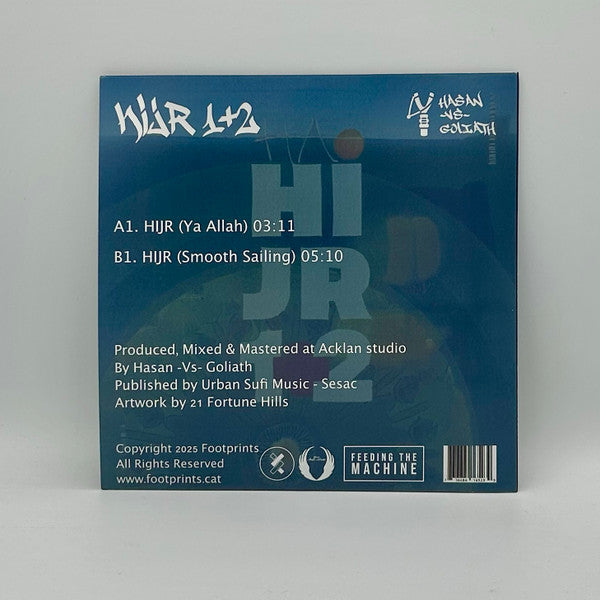 HIJR 1+2
HASAN
-VS-
GOLIATH
HI
JR
1+2
A1. HIJR (Ya Allah) 03:11
B1. HIJR (Smooth Sailing) 05:10
Produced, Mixed & Mastered at Acklan studio
By Hasan -Vs- Goliath
Published by Urban Sufi Music - Sesac
Artwork by 21 Fortune Hills
Copyright 2025 Footprints
All Rights Reserved
www.footprints.cat
FEEDING THE
MACHINE